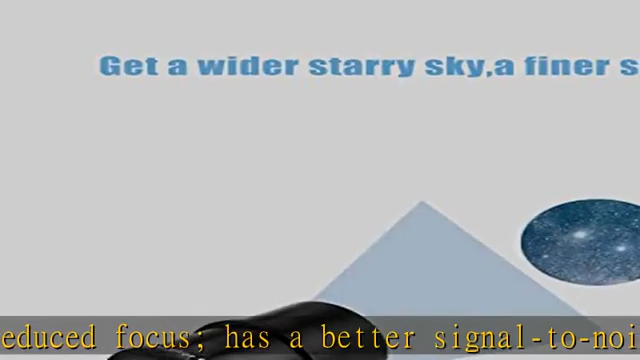 Get a wider starry sky,a finer s
educed focus; has a better signal-to-noi